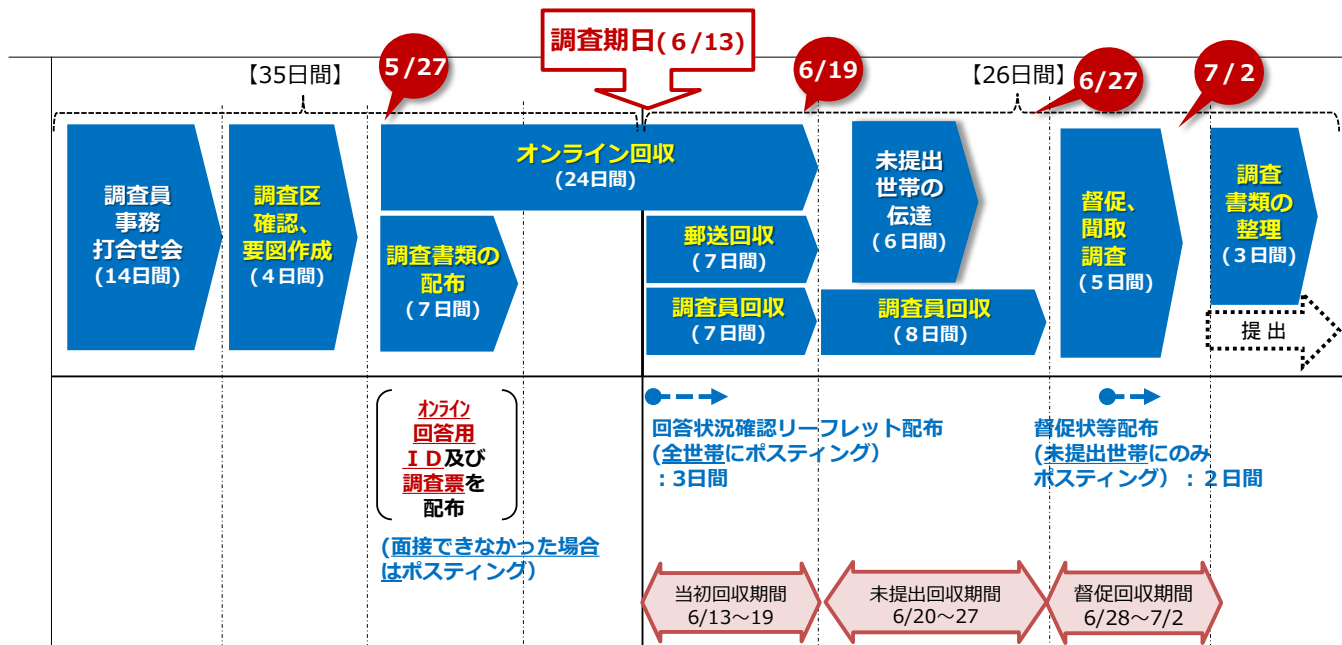 調査期日(６/13)
【35日間】
５/27
6/19
【26日間】
6/27
７/２
調査員
事務
打合せ会
(14日間)
調査区
確認、
要図作成
(４日間)
オンライン回収
(24日間)
調査書類の
配布
(７日間)
郵送回収
(７日間)
調査員回収
(７日間)
未提出
世帯の
伝達
(６日間)
調査員回収
(８日間)
督促、
聞取
調査
(５日間)
調査
書類の
整理
(３日間)
提 出
ｵﾝﾗｲﾝ
回答用
ＩＤ及び
調査票を
配布
(面接できなかった場合
はポスティング）
回答状況確認リーフレット配布
(全世帯にポスティング）
：3日間
督促状等配布
(未提出世帯にのみ
ポスティング）：２日間
当初回収期間
6/13～19
未提出回収期間
6/20～27
督促回収期間
6/28～7/2